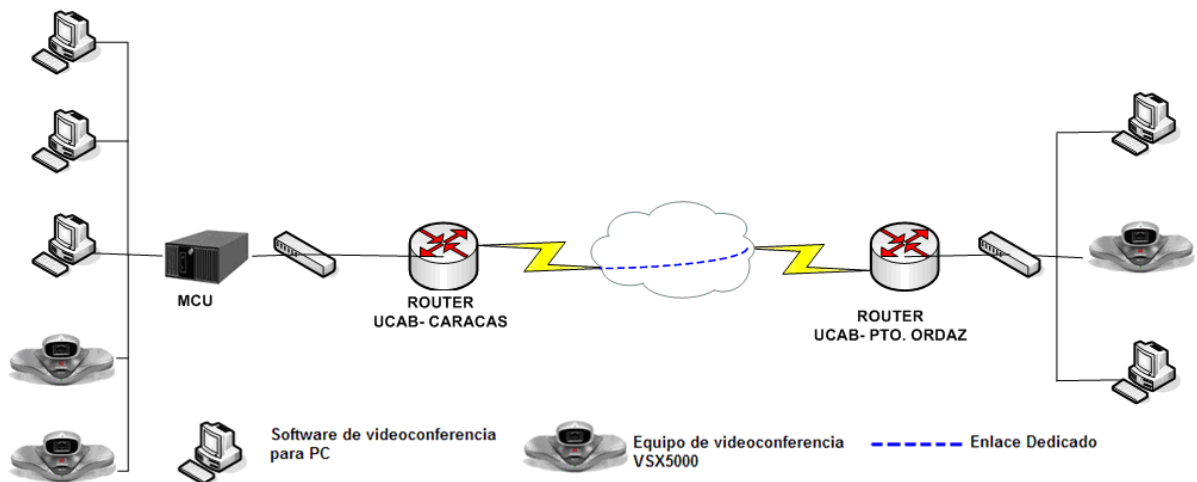 MCU
ROUTER
UCAB- CARACAS
ROUTER
UCAB- PTO. ORDAZ
Software de videoconferencia
para PC
Equipo de videoconferencia
VSX5000
Enlace Dedicado